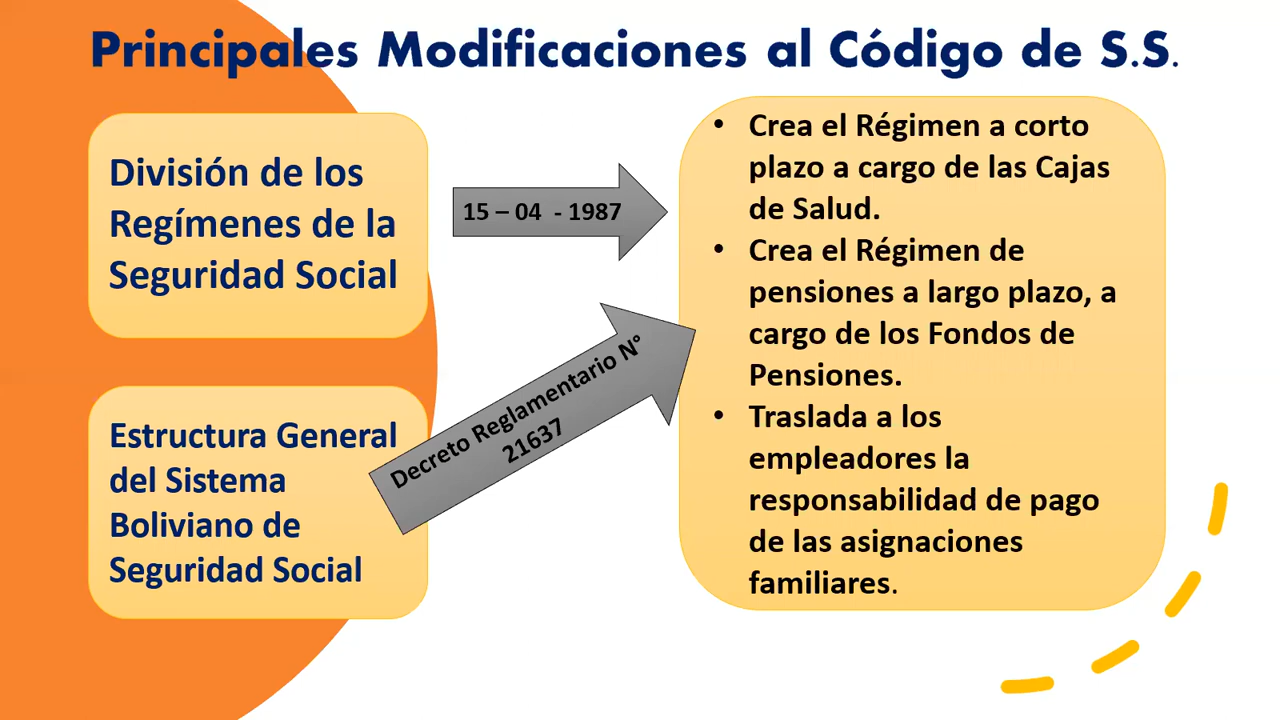 Principales Modificaciones al Código de S.S.
División de los
Regímenes de la
Seguridad Social
15 – 04 - 1987
Estructura General
del Sistema
Boliviano de
Seguridad Social
Decreto Reglamentario N°
21637
• Crea el Régimen a corto
plazo a cargo de las Cajas
de Salud.
• Crea el Régimen de
pensiones a largo plazo, a
cargo de los Fondos de
Pensiones.
• Traslada a los
empleadores la
responsabilidad de pago
de las asignaciones
familiares.